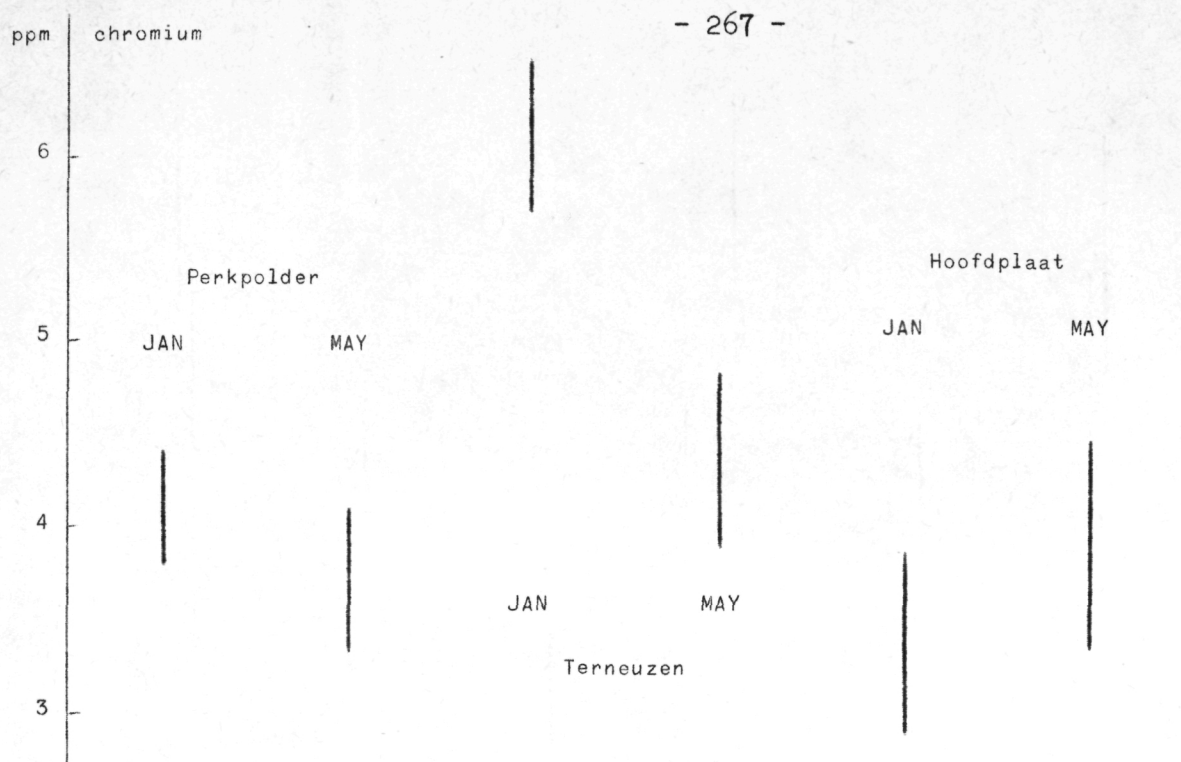 - 267 -
ppm chromium
6
Hoofdplaat
Perkpolder
5 JAN MAY JAN MAY
4
JAN MAY
Terneuzen
3